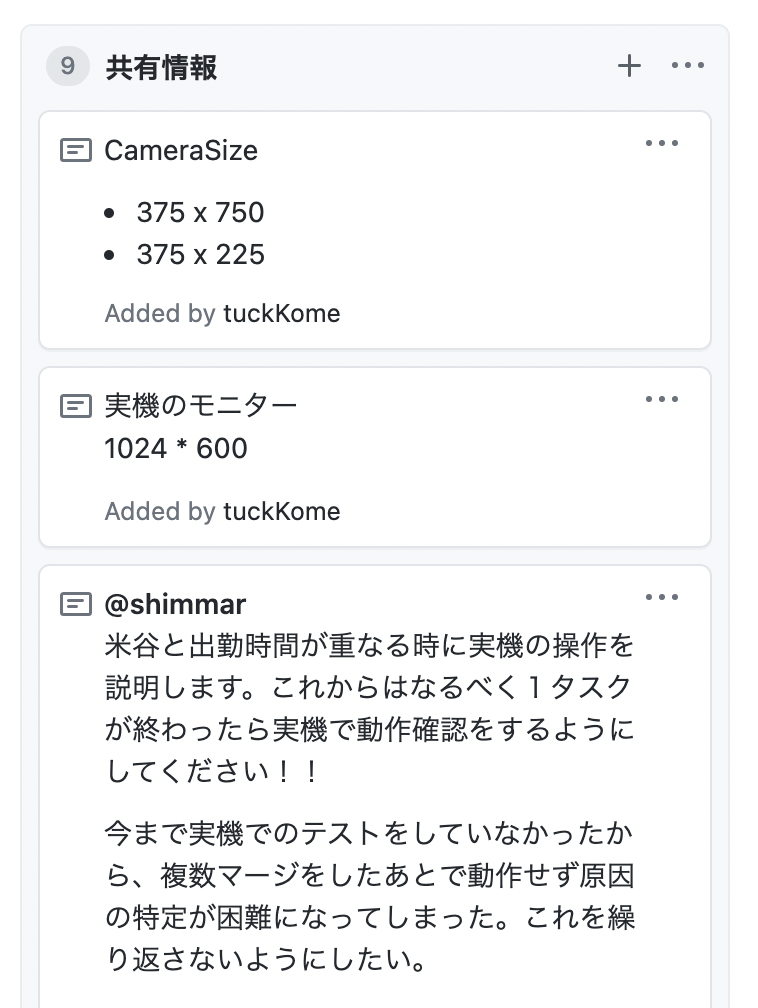 9 共有情報
CameraSize
375 x 750
375 x 225
Added by tuckKome
実機のモニター
1024 * 600
Added by tuckKome
@shimmar
米谷と出勤時間が重なる時に実機の操作を
説明します。これからはなるべく１タスク
が終わったら実機で動作確認をするように
してください！！
今まで実機でのテストをしていなかったか
ら、複数マージをしたあとで動作せず原因
の特定が困難になってしまった。これを繰
り返さないようにしたい。